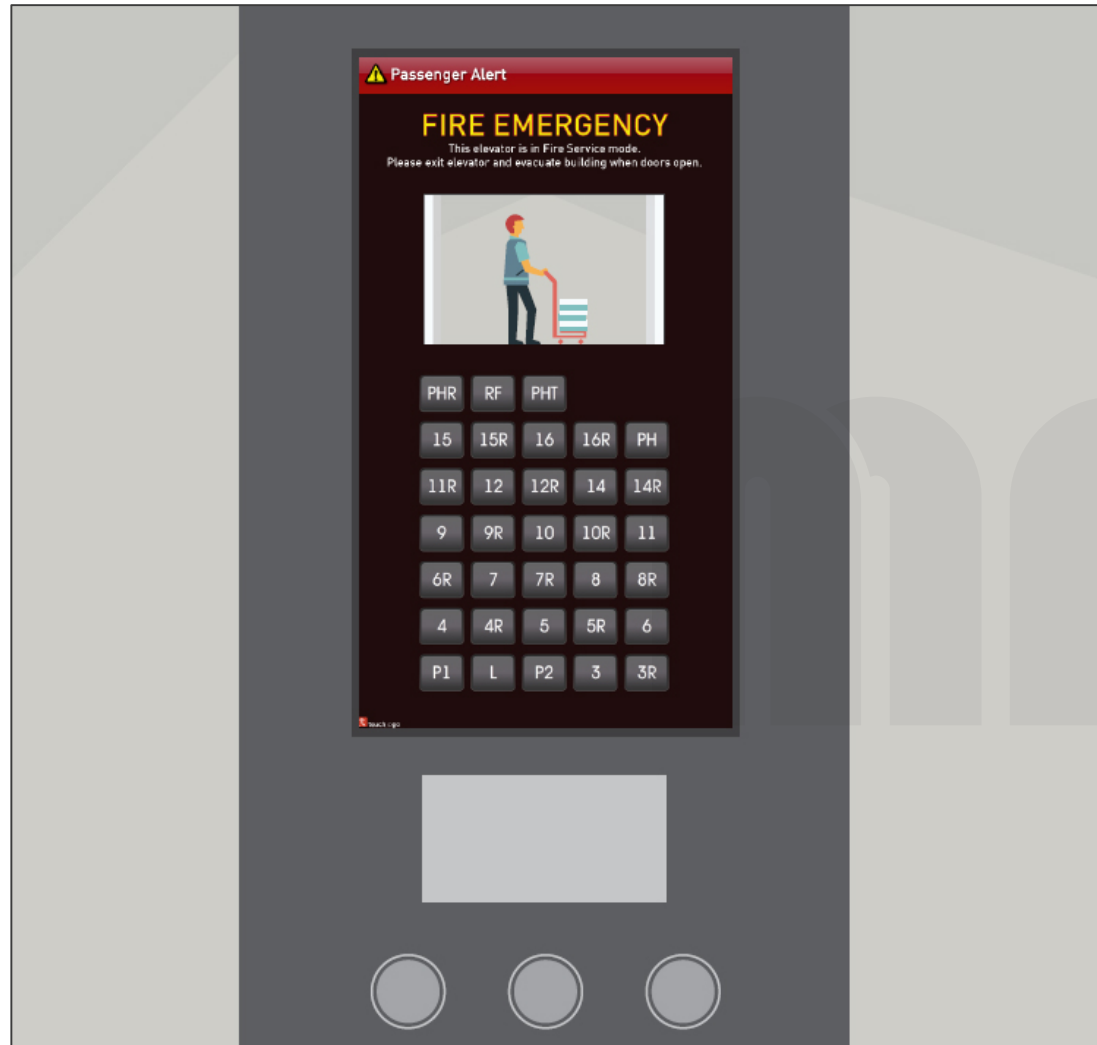 Passenger Alert
FIRE EMERGENCY
This elevator is in Fire Service mode.
Please exit elevator and evacuate building when doors open.
PHR RF PHT
15 15R 16 16R PH
11R 12 12R 14 14R
9 9R 10 10R 11
6R 7 7R 8 8R
4 4R 5 5R 6
P1 L P2 3 3R